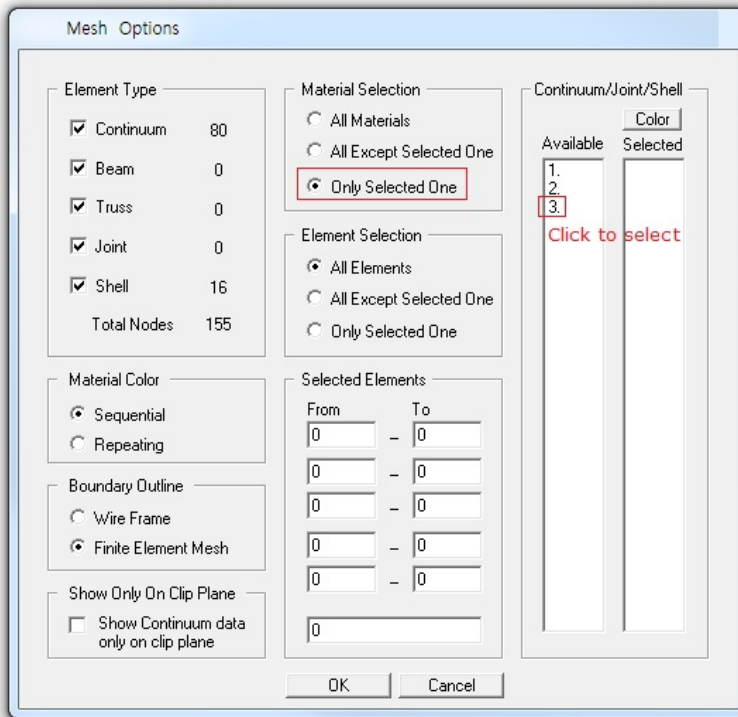 Mesh Options
Element Type
Continuum 80
Beam 0
Truss 0
Joint 0
Shell 16
Total Nodes 155
Material Color
Sequential
Repeating
Boundary Outline
Wire Frame
Finite Element Mesh
Show Only On Clip Plane
Show Continuum data
only on clip plane
Material Selection
All Materials
All Except Selected One
Only Selected One
Element Selection
All Elements
All Except Selected One
Only Selected One
Selected Elements
From To
0 – 0
0 – 0
0 – 0
0 – 0
0 – 0
0
Continuum/Joint/Shell
Color
Available Selected
1.
2.
3.
Click to select
OK Cancel